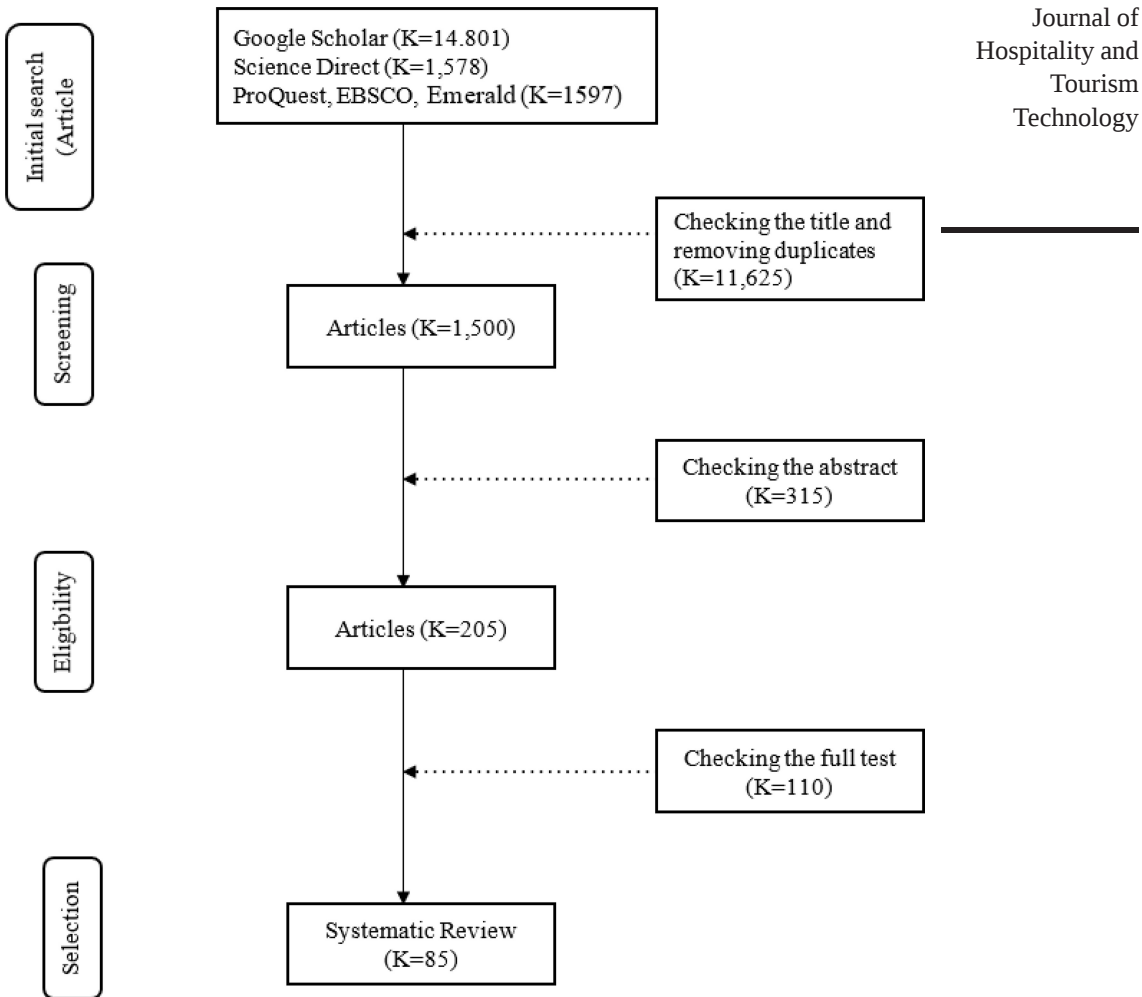 Journal of
Hospitality and
Tourism
Technology
Initial search
(Article
Google Scholar (K=14.801)
Science Direct (K=1,578)
ProQuest, EBSCO, Emerald (K=1597)
Checking the title and
removing duplicates
(K=11,625)
Screening
Articles (K=1,500)
Checking the abstract
(K=315)
Eligibility
Articles (K=205)
Checking the full test
(K=110)
Selection
Systematic Review
(K=85)